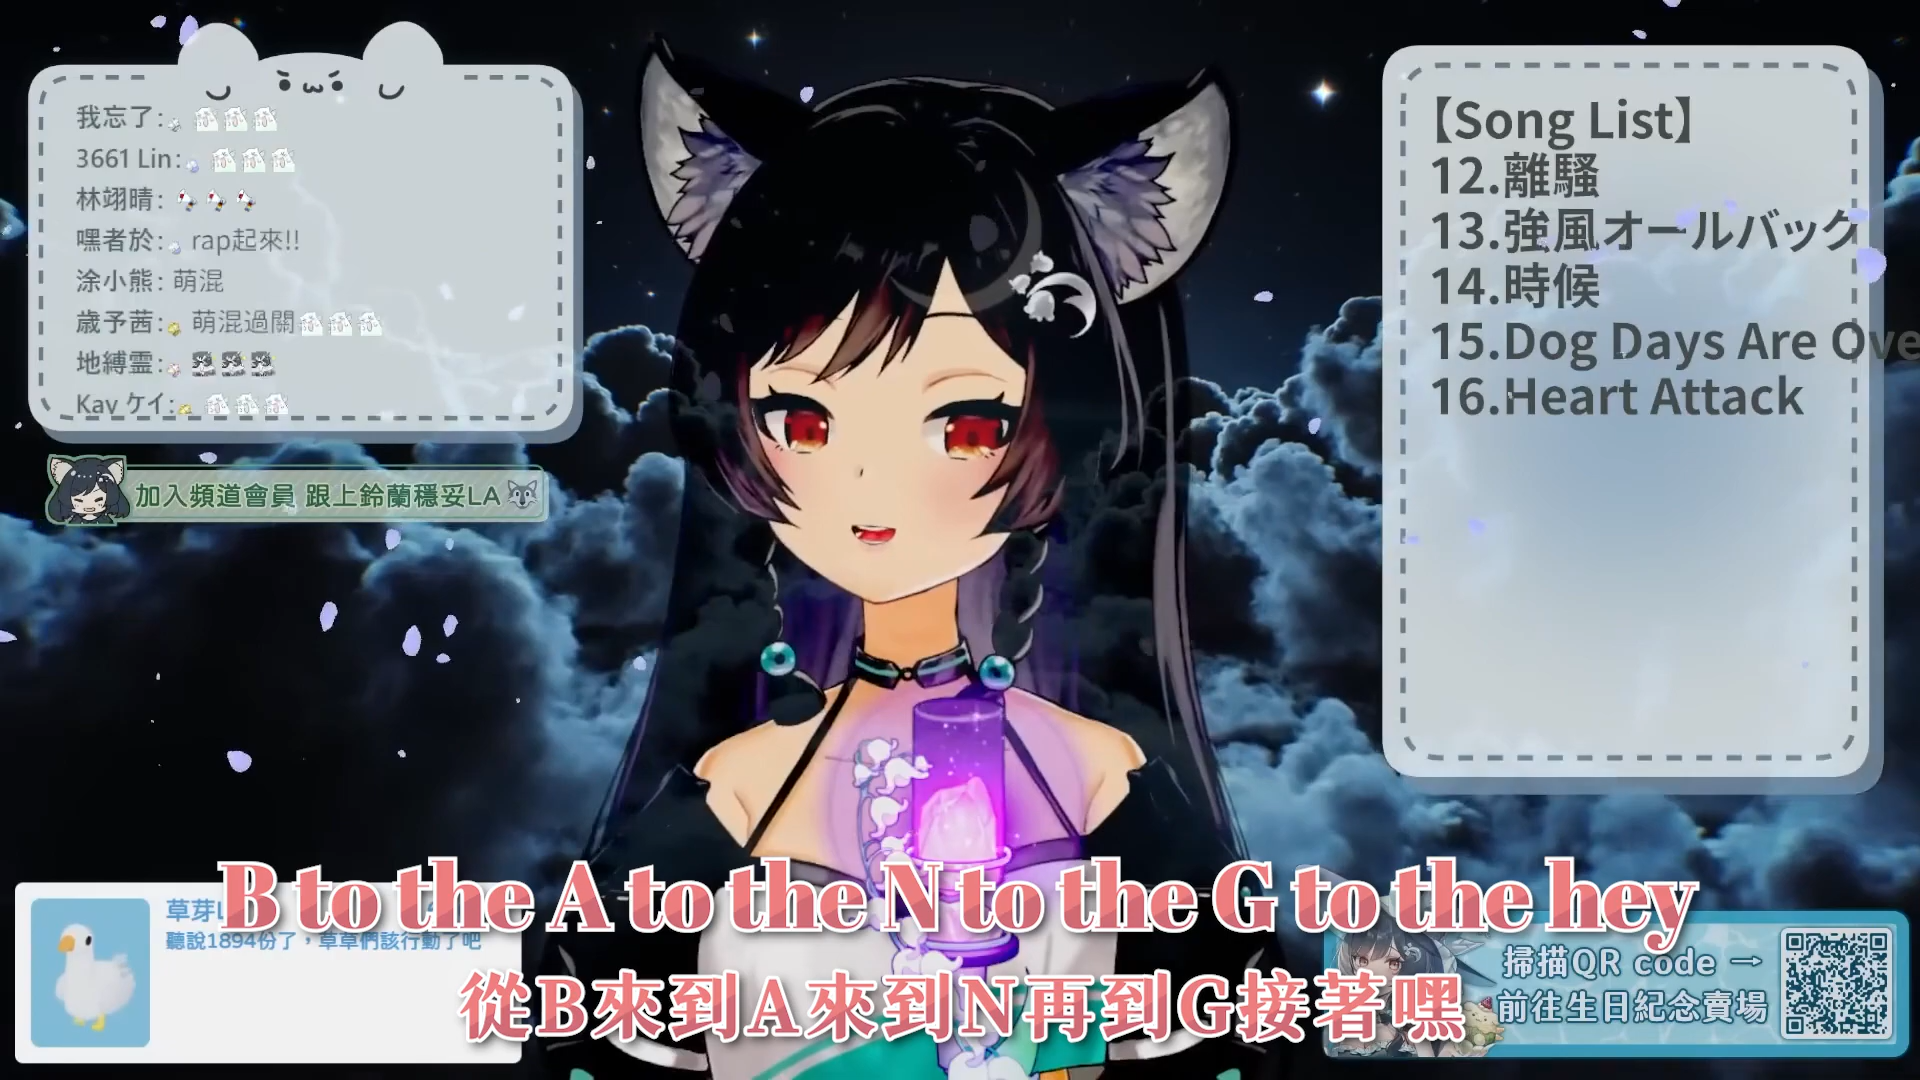 我忘了:
3661 Lin:
林翊晴:
嘿者於: rap起來!!
涂小熊: 萌混
歲予茜: 萌混過關
地縛霊:
Kay ケイ:
加入頻道會員 跟上鈴蘭穩妥LA
【Song List】
12.離騷
13.強風オールバック
14.時候
15.Dog Days Are Ove
16.Heart Attack
草芽
聽說1894份了，草草們該行動了吧
B to the A to the N to the G to the hey
從B來到A來到N再到G接著嘿
掃描QR code →
前往生日紀念賣場